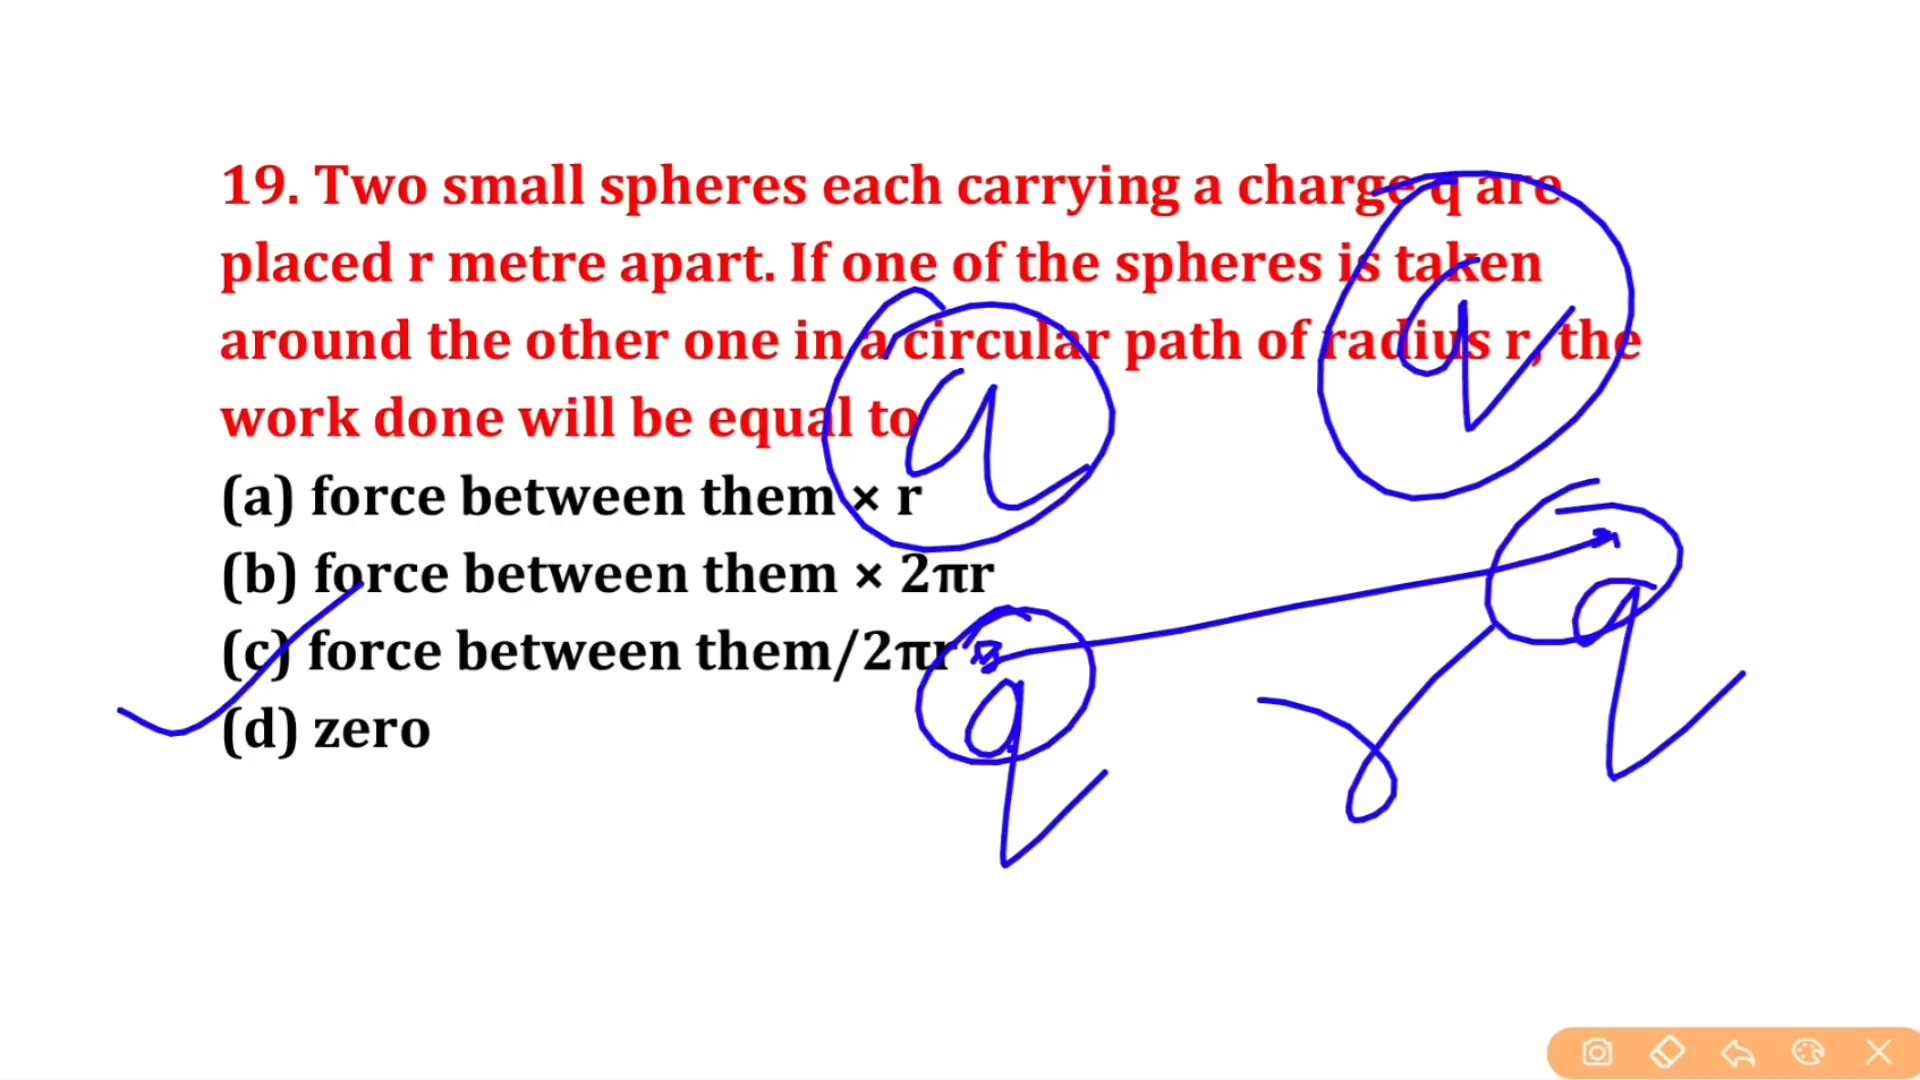 19. Two small spheres each carrying a charge q are
placed r metre apart. If one of the spheres is taken
around the other one in a circular path of radius r, the
work done will be equal to
(a) force between them × r
(b) force between them × 2πr
(c) force between them/2πr
(d) zero
q
q
q
q
r